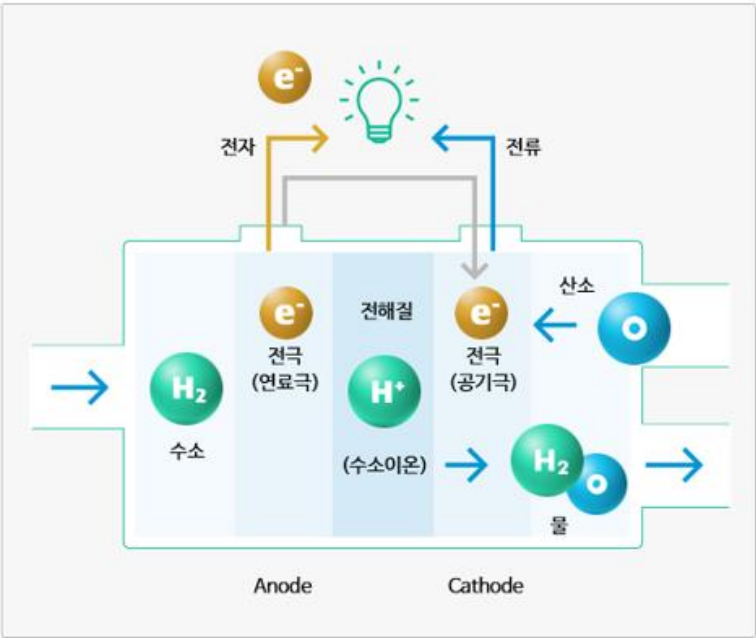 e-
전자
전류
산소
e-
전해질
e-
O
전극
(연료극)
전극
(공기극)
H2
H+
수소
(수소이온)
H2
O
물
Anode
Cathode